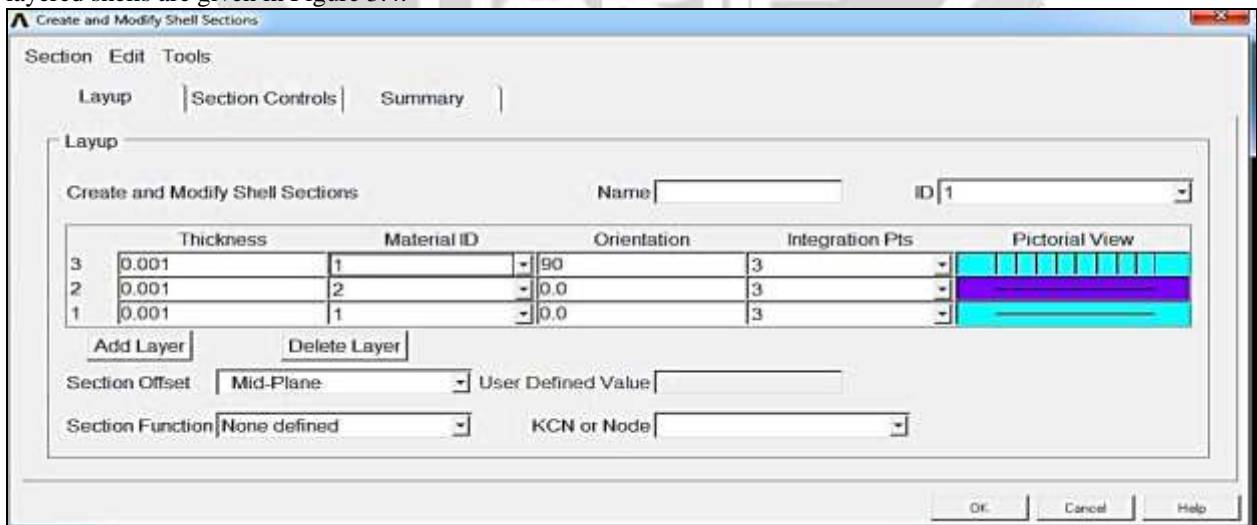 layered shells are given in Figure 3.4.
Create and Modify Shell Sections
Section Edit Tools
Layup Section Controls Summary
Layup
Create and Modify Shell Sections Name ID 1
Thickness Material ID Orientation Integration Pts Pictorial View
3 0.001 1 90 3
2 0.001 2 0.0 3
1 0.001 1 0.0 3
Add Layer Delete Layer
Section Offset Mid-Plane User Defined Value
Section Function None defined KCN or Node
OK Cancel Help